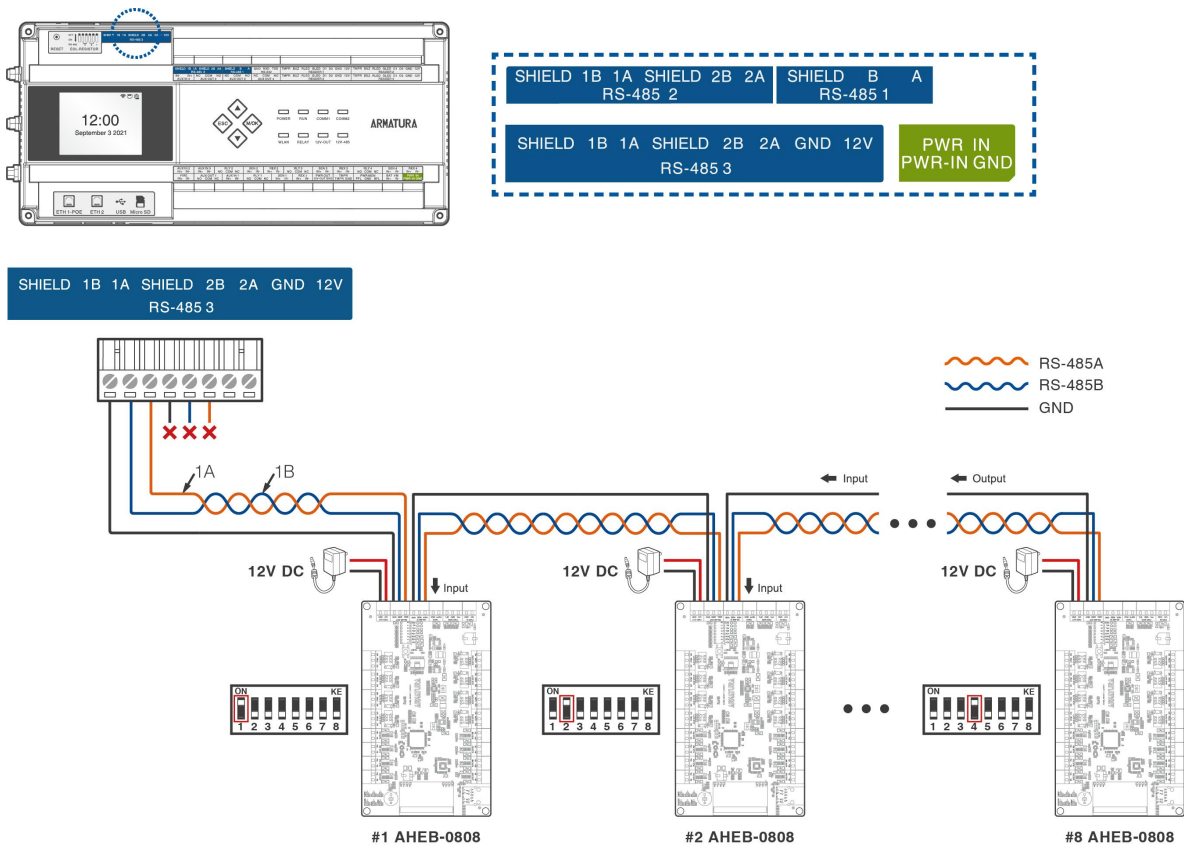 RESET
EOL-RESISTOR
RS-485 3
12:00
September 3 2021
ESC
M/OK
POWER RUN COMM1 COMM2
WLAN RELAY 12V-OUT 12V-485
ARMATURA
ETH 1-POE ETH 2 USB Micro SD
SHIELD 1B 1A SHIELD 2B 2A
RS-485 2
SHIELD B A
RS-485 1
SHIELD 1B 1A SHIELD 2B 2A GND 12V
RS-485 3
PWR IN
PWR-IN GND
SHIELD 1B 1A SHIELD 2B 2A GND 12V
RS-485 3
RS-485A
RS-485B
GND
1A
1B
Input
Output
12V DC
Input
12V DC
Input
12V DC
ON KE
1 2 3 4 5 6 7 8
ON KE
1 2 3 4 5 6 7 8
ON KE
1 2 3 4 5 6 7 8
#1 AHEB-0808
#2 AHEB-0808
#8 AHEB-0808